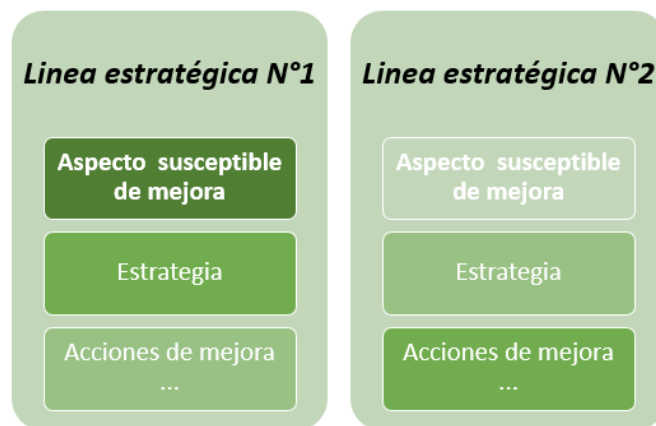 Linea estratégica N°1
Aspecto susceptible
de mejora
Estrategia
Acciones de mejora
...
Linea estratégica N°2
Aspecto susceptible
de mejora
Estrategia
Acciones de mejora
...